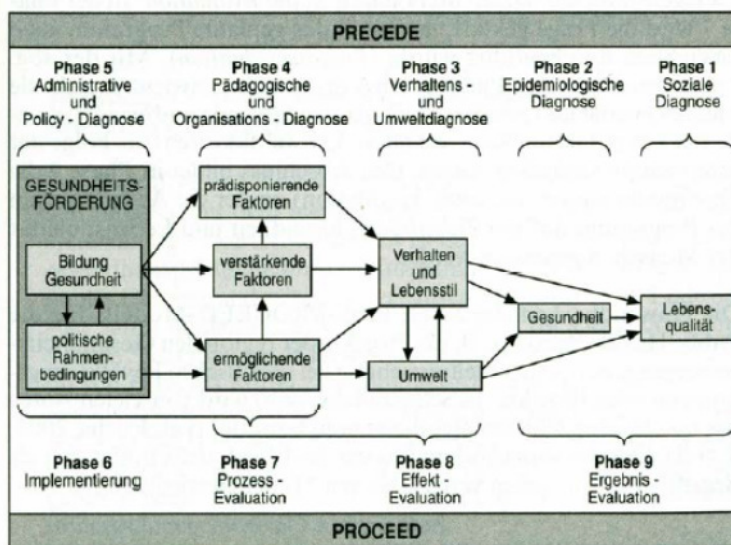 PRECEDE
Phase 5
Administrative
und
Policy - Diagnose
Phase 4
Pädagogische
und
Organisations - Diagnose
Phase 3
Verhaltens -
und
Umweltdiagnose
Phase 2
Epidemiologische
Diagnose
Phase 1
Soziale
Diagnose
GESUNDHEITS-
FÖRDERUNG
Bildung
Gesundheit
politische
Rahmen-
bedingungen
prädisponierende
Faktoren
verstärkende
Faktoren
ermöglichende
Faktoren
Verhalten
und
Lebensstil
Umwelt
Gesundheit
Lebens-
qualität
Phase 6
Implementierung
Phase 7
Prozess -
Evaluation
Phase 8
Effekt -
Evaluation
Phase 9
Ergebnis -
Evaluation
PROCEED